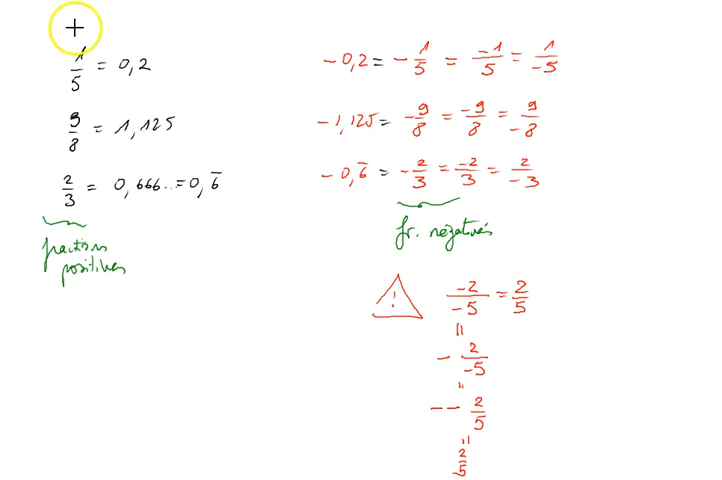 +
1/5 = 0,2
9/8 = 1,125
2/3 = 0,666... = 0,6̅
fractions
positives
-0,2 = -1/5 = -1/5 = 1/-5
-1,125 = -9/8 = -9/8 = 9/-8
-0,6̅ = -2/3 = -2/3 = 2/-3
fr. négatives
!
-2/-5 = 2/5
=
- 2/-5
=
-- 2/5
=
2/5